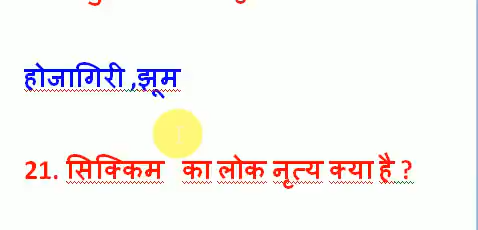 होजागिरी ,झूम
21. सिक्किम का लोक नृत्य क्या है ?